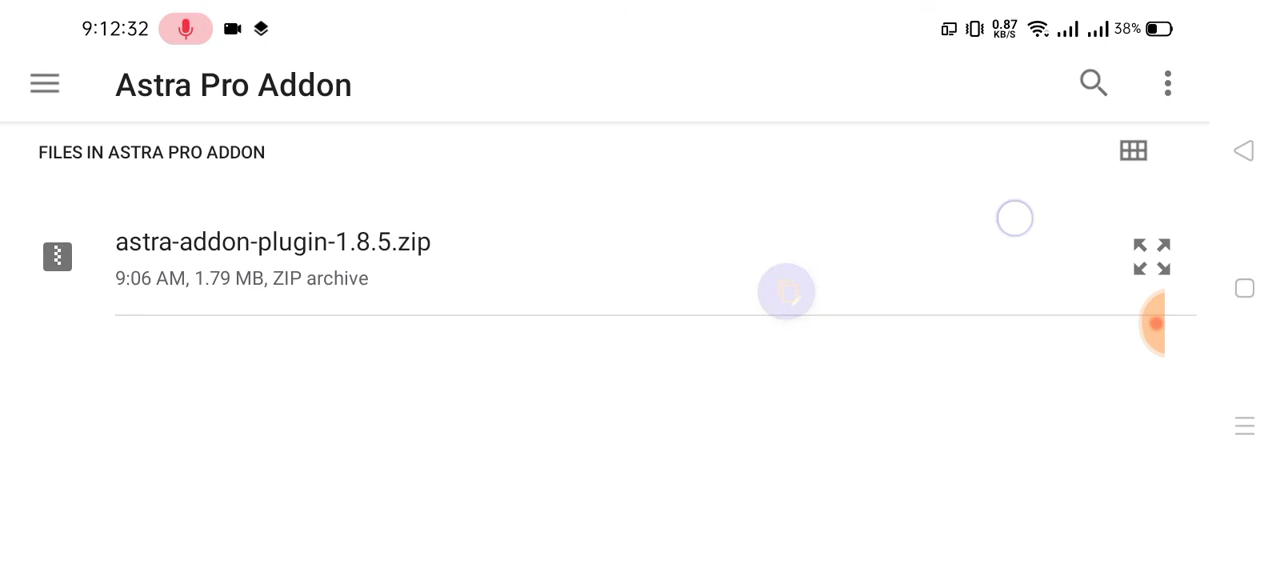 9:12:32
0.87
KB/S
38%
Astra Pro Addon
FILES IN ASTRA PRO ADDON
astra-addon-plugin-1.8.5.zip
9:06 AM, 1.79 MB, ZIP archive